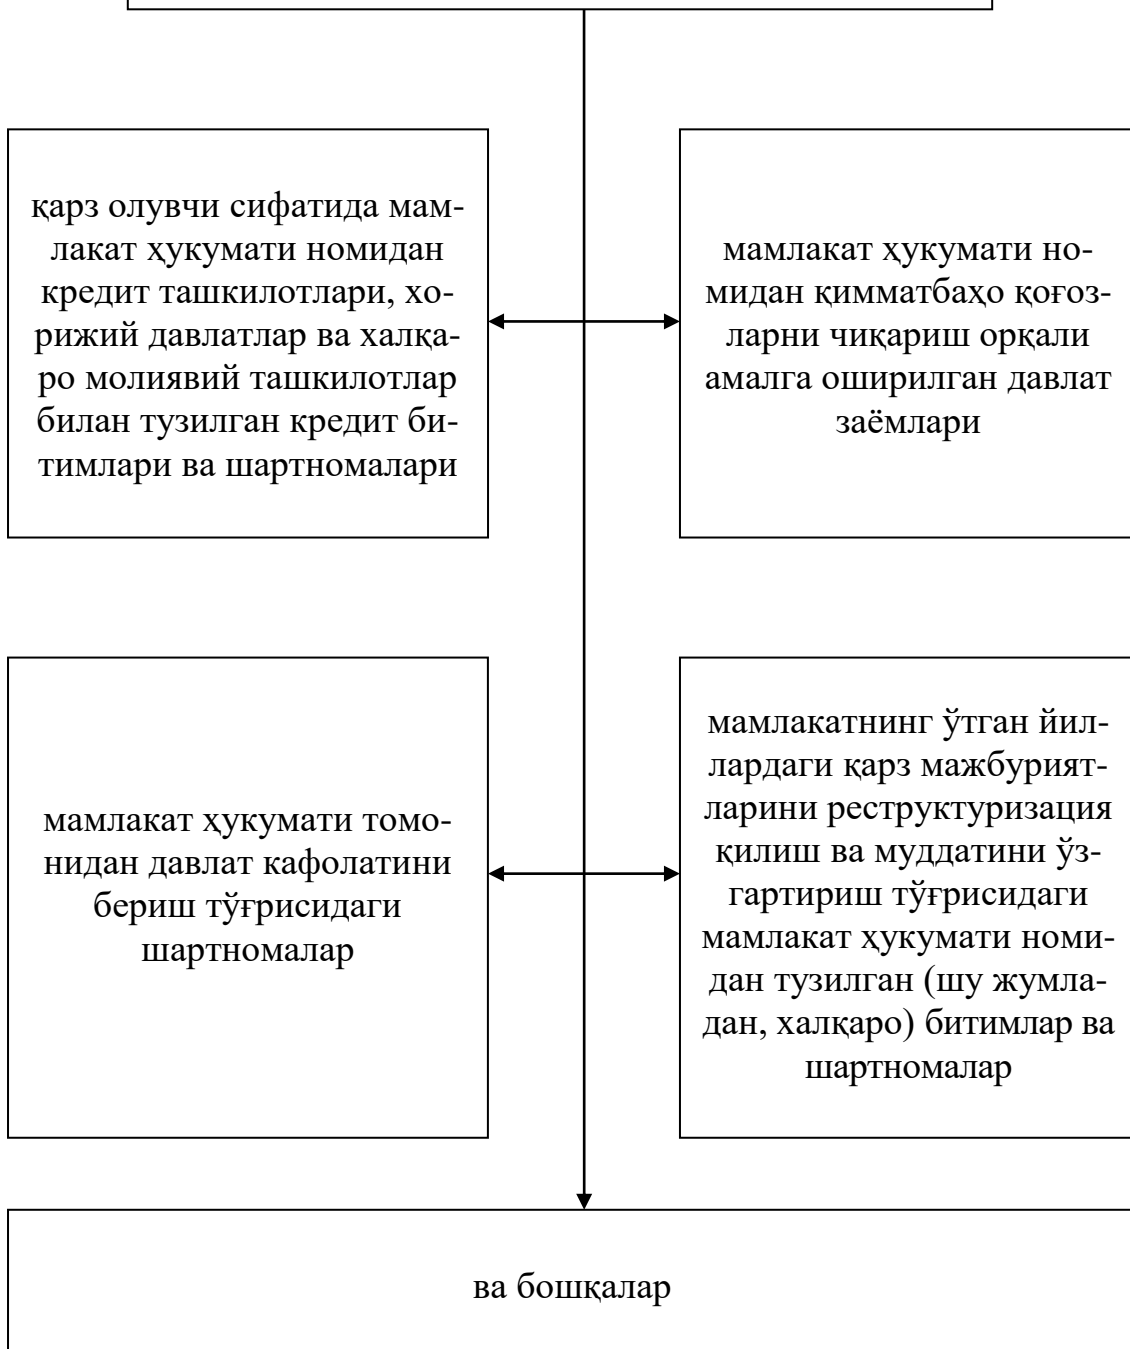 қарз олувчи сифатида мам-
лакат ҳукумати номидан
кредит ташкилотлари, хо-
рижий давлатлар ва халқа-
ро молиявий ташкилотлар
билан тузилган кредит би-
тимлари ва шартномалари
мамлакат ҳукумати но-
мидан қимматбаҳо қоғоз-
ларни чиқариш орқали
амалга оширилган давлат
заёмлари
мамлакат ҳукумати томо-
нидан давлат кафолатини
бериш тўғрисидаги
шартномалар
мамлакатнинг ўтган йил-
лардаги қарз мажбурият-
ларини реструктуризация
қилиш ва муддатини ўз-
гартириш тўғрисидаги
мамлакат ҳукумати номи-
дан тузилган (шу жумла-
дан, халқаро) битимлар ва
шартномалар
ва бошқалар